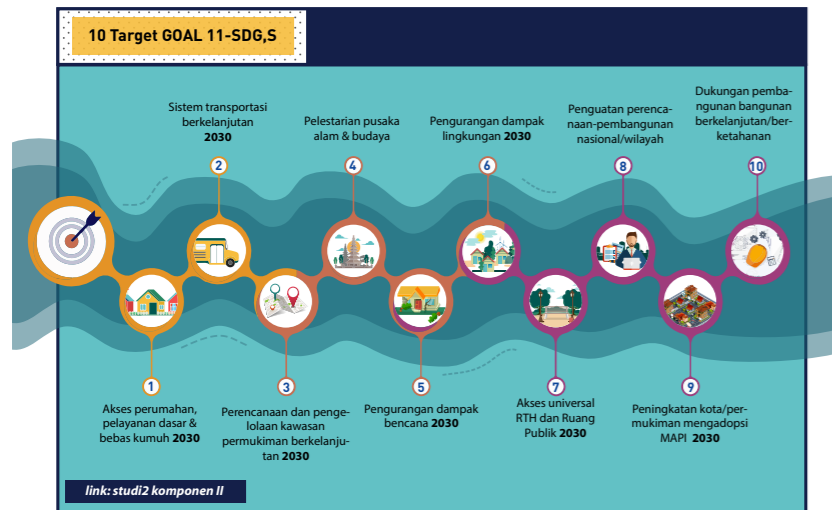 10 Target GOAL 11-SDG,S
Sistem transportasi
berkelanjutan
2030
2
Pelestarian pusaka
alam & budaya
4
Pengurangan dampak
lingkungan 2030
6
Penguatan perenca-
naan-pembangunan
nasional/wilayah
8
Dukungan pemba-
ngunan bangunan
berkelanjutan/ber-
ketahanan
10
1
Akses perumahan,
pelayanan dasar &
bebas kumuh 2030
3
Perencanaan dan penge-
lolaan kawasan
permukiman berkelanju-
tan 2030
5
Pengurangan dampak
bencana 2030
7
Akses universal
RTH dan Ruang
Publik 2030
9
Peningkatan kota/per-
mukiman mengadopsi
MAPI 2030
link: studi2 komponen II